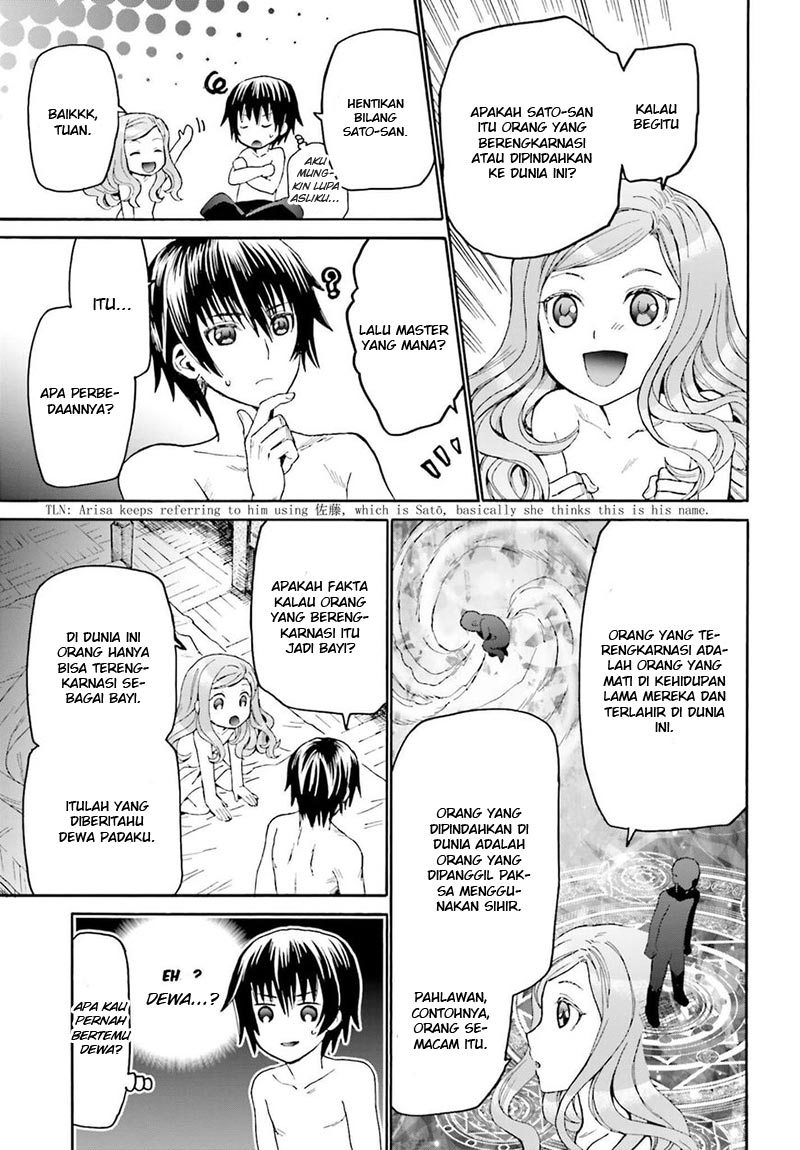 KALAU
BEGITU
APAKAH SATO-SAN
ITU ORANG YANG
BERENGKARNASI
ATAU DIPINDAHKAN
KE DUNIA INI?
HENTIKAN
BILANG
SATO-SAN.
AKU
MUNG-
KIN LUPA
ASLIKU...
BAIKKK,
TUAN.
LALU MASTER
YANG MANA?
?
ITU...
APA PERBE-
DAANNYA?
TLN: Arisa keeps referring to him using 佐藤, which is Satō, basically she thinks this is his name.
ORANG YANG TE-
RENGKARNASI ADA-
LAH ORANG YANG
MATI DI KEHIDUPAN
LAMA MEREKA DAN
TERLAHIR DI DUNIA
INI.
ORANG YANG
DIPINDAHKAN DI
DUNIA ADALAH
ORANG YANG
DIPANGGIL PAK-
SA MENGGU-
NAKAN SIHIR.
PAHLAWAN,
CONTOHNYA,
ORANG SE-
MACAM ITU.
APAKAH FAKTA
KALAU ORANG
YANG BERENG-
KARNASI ITU
JADI BAYI?
DI DUNIA INI
ORANG HANYA
BISA TERENG-
KARNASI SE-
BAGAI BAYI.
ITULAH YANG
DIBERITAHU
DEWA PADAKU.
EH ?
DEWA...?
APA KAU
PERNAH
BERTEMU
DEWA?